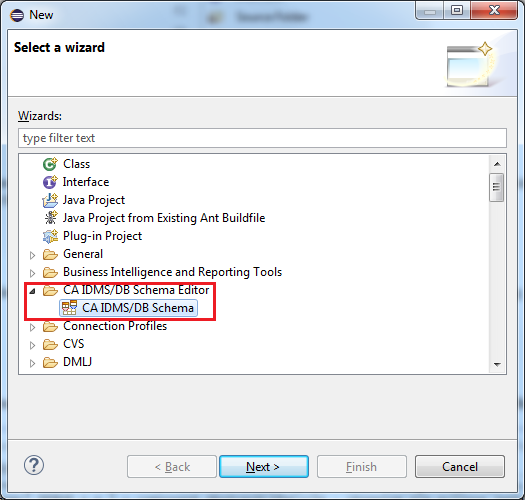 New
Source Folder
Select a wizard
Wizards:
type filter text
Class
Interface
Java Project
Java Project from Existing Ant Buildfile
Plug-in Project
General
Business Intelligence and Reporting Tools
CA IDMS/DB Schema Editor
CA IDMS/DB Schema
Connection Profiles
CVS
DMLJ
?
< Back
Next >
Finish
Cancel